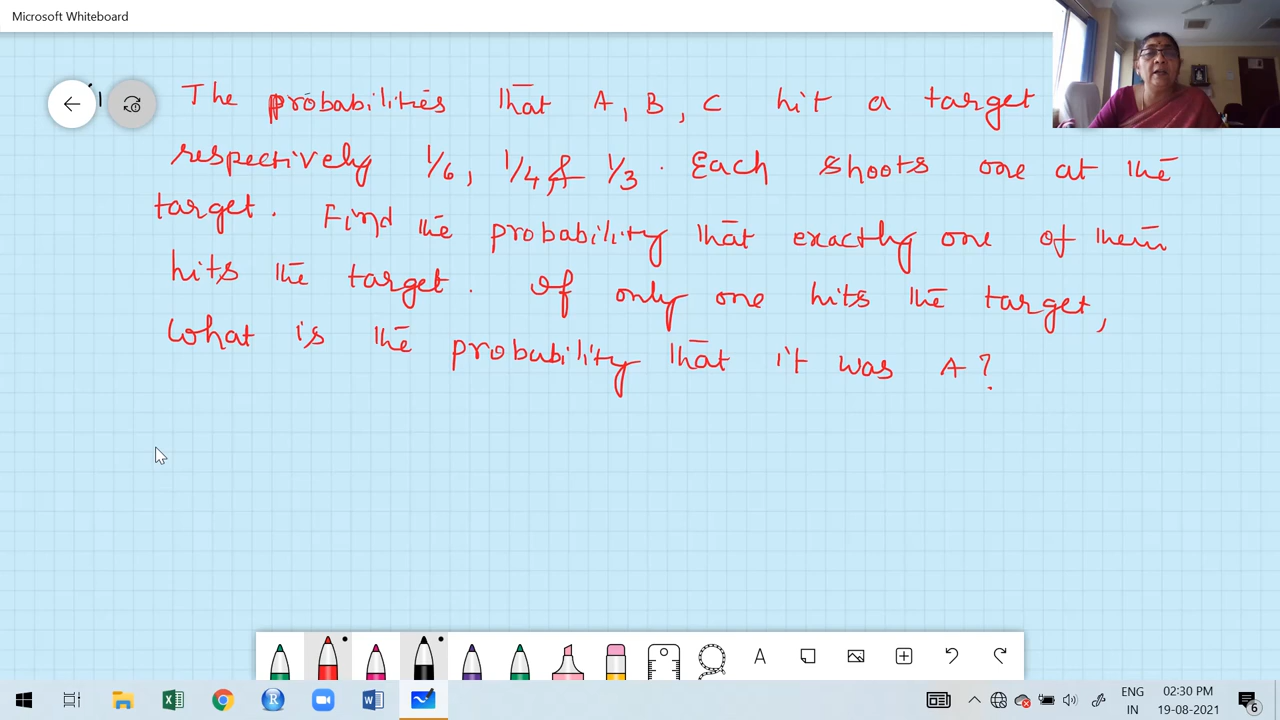 Microsoft Whiteboard
The probabilities that A, B, C hit a target
respectively 1/6, 1/4, & 1/3. Each shoots one at the
target. Find the probability that exactly one of them
hits the target. If only one hits the target,
What is the probability that it was A?
A
ENG
IN
02:30 PM
19-08-2021
6